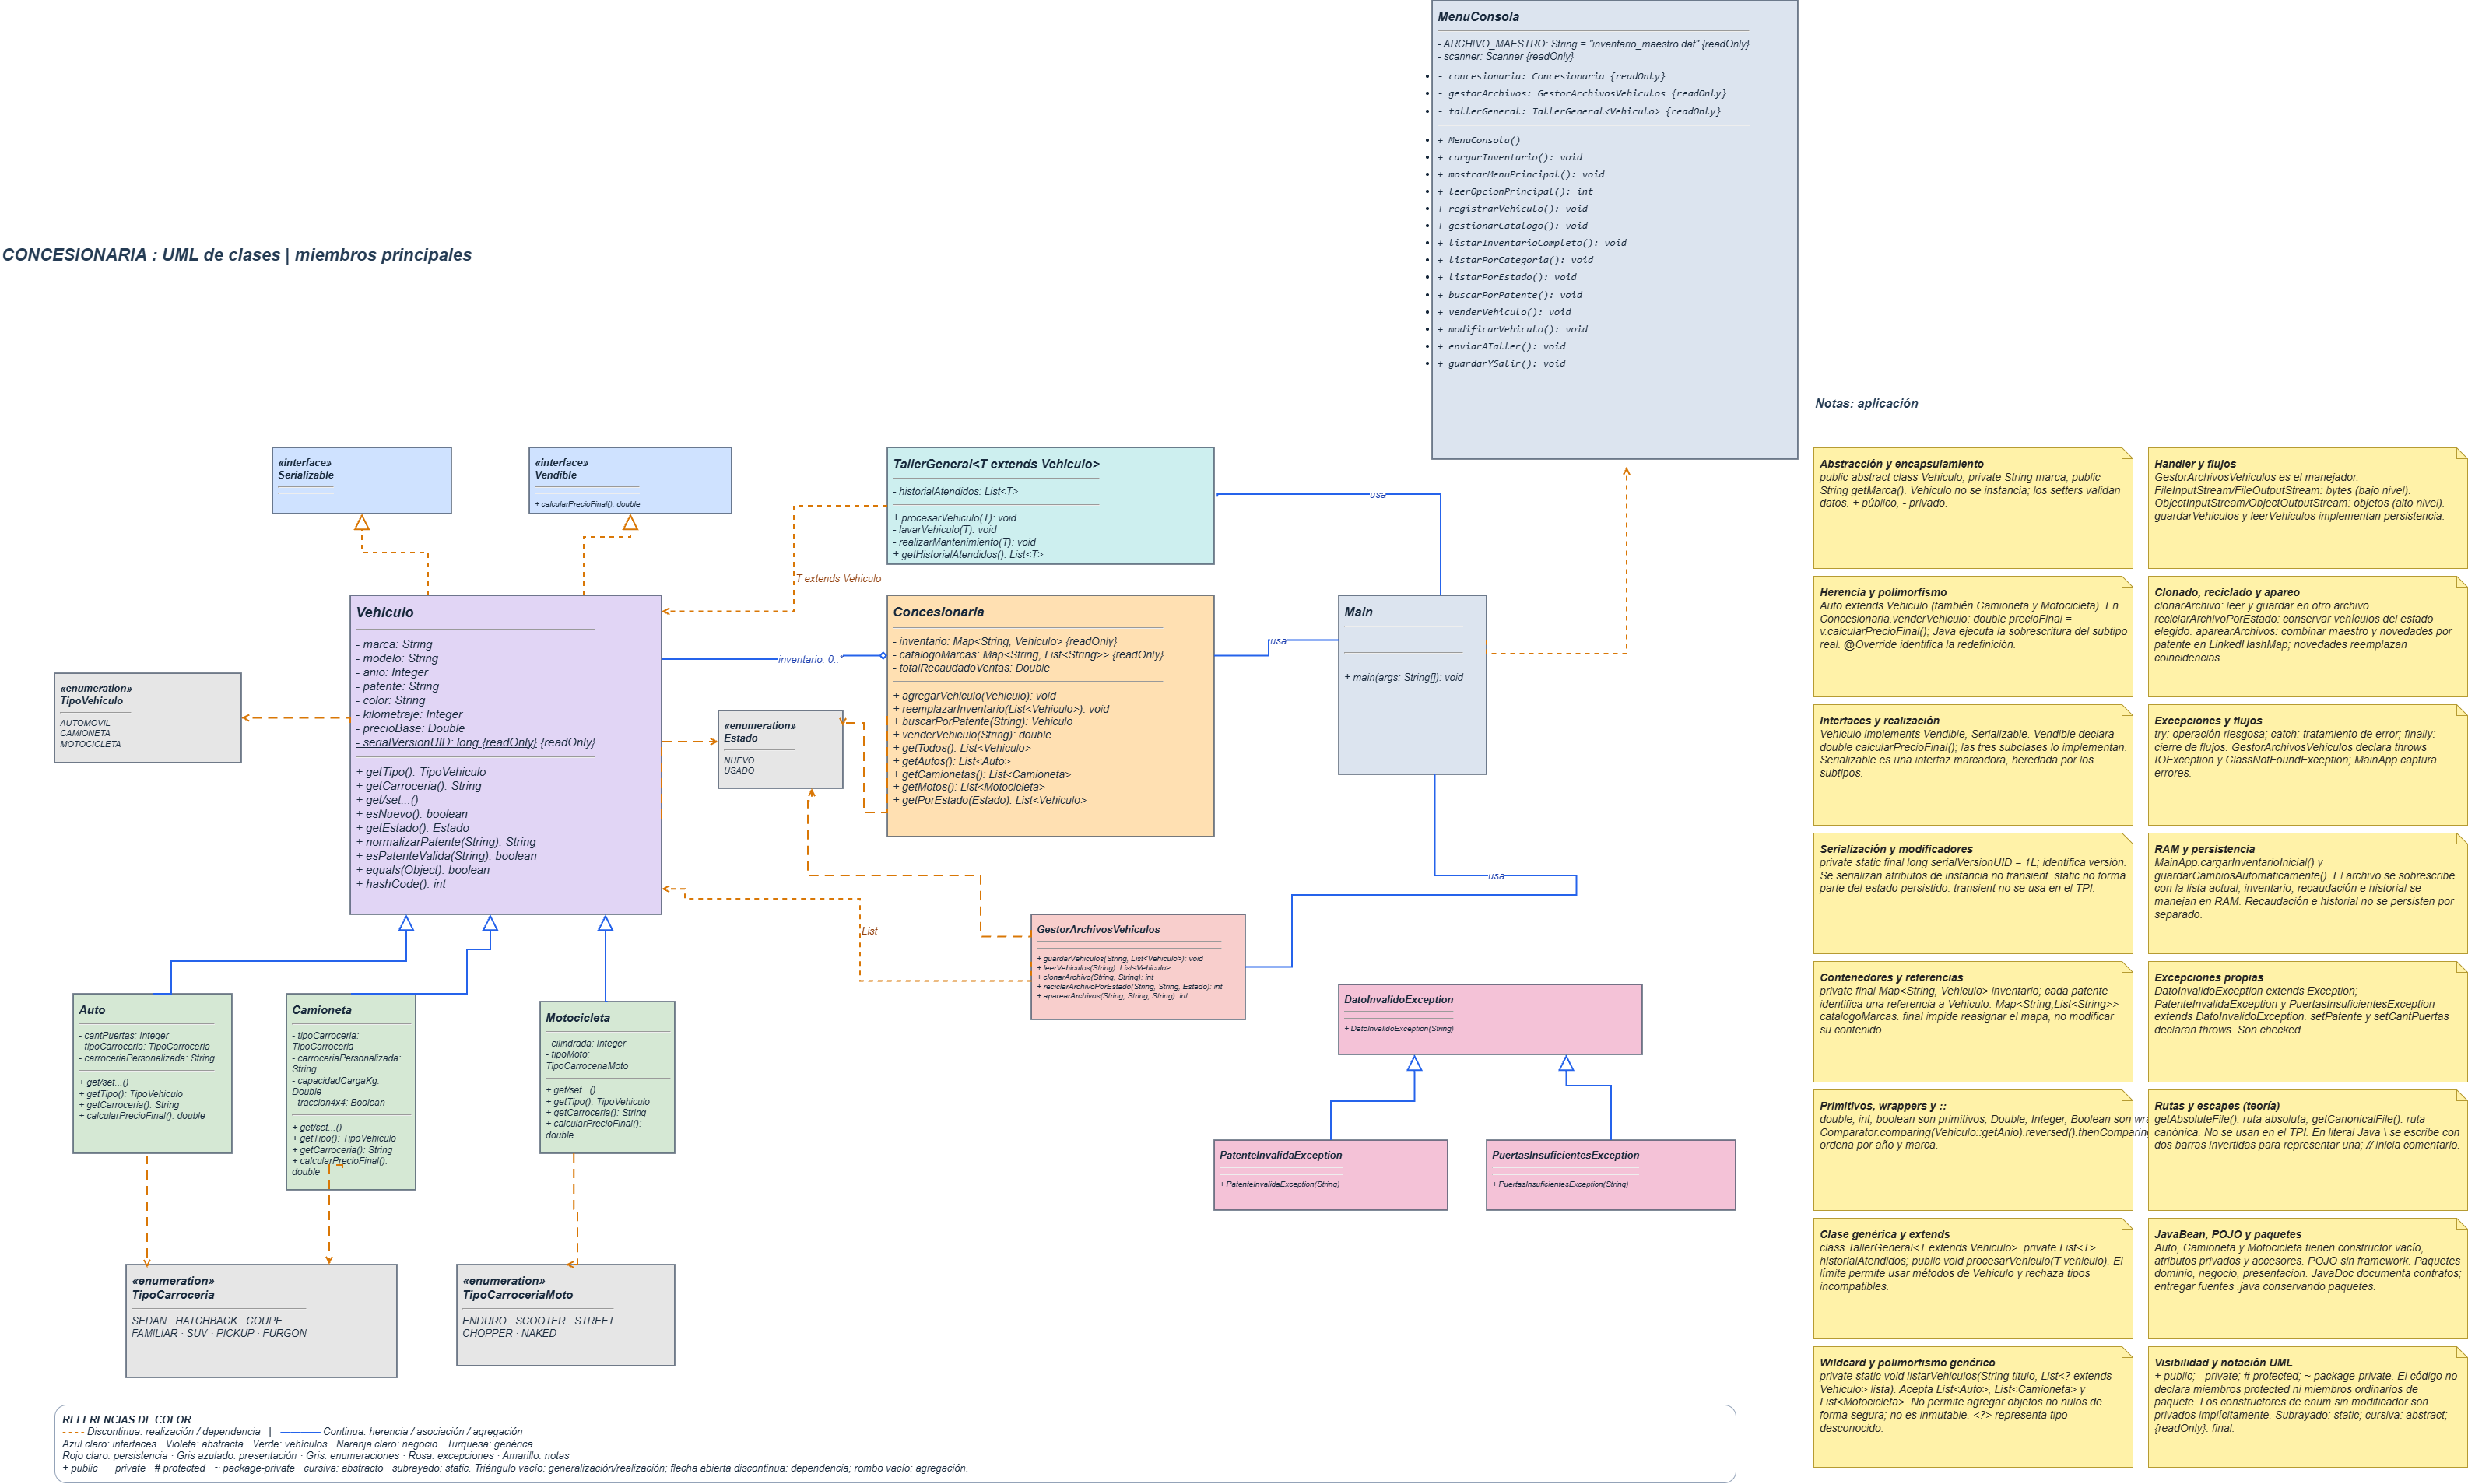 MenuConsola
- ARCHIVO_MAESTRO: String = "inventario_maestro.dat" {readOnly}
- scanner: Scanner {readOnly}
• - concesionaria: Concesionaria {readOnly}
• - gestorArchivos: GestorArchivosVehiculos {readOnly}
• - tallerGeneral: TallerGeneral<Vehiculo> {readOnly}
• + MenuConsola()
• + cargarInventario(): void
• + mostrarMenuPrincipal(): void
• + leerOpcionPrincipal(): int
• + registrarVehiculo(): void
• + gestionarCatalogo(): void
• + listarInventarioCompleto(): void
• + listarPorCategoria(): void
• + listarPorEstado(): void
• + buscarPorPatente(): void
• + venderVehiculo(): void
• + modificarVehiculo(): void
• + enviarATaller(): void
• + guardarYSalir(): void
CONCESIONARIA : UML de clases | miembros principales
«interface»
Serializable
«interface»
Vendible
+ calcularPrecioFinal(): double
TallerGeneral<T extends Vehiculo>
- historialAtendidos: List<T>
+ procesarVehiculo(T): void
- lavarVehiculo(T): void
- realizarMantenimiento(T): void
+ getHistorialAtendidos(): List<T>
usa
T extends Vehiculo
Vehiculo
- marca: String
- modelo: String
- anio: Integer
- patente: String
- color: String
- kilometraje: Integer
- precioBase: Double
- serialVersionUID: long {readOnly} {readOnly}
+ getTipo(): TipoVehiculo
+ getCarroceria(): String
+ get/set...()
+ esNuevo(): boolean
+ getEstado(): Estado
+ normalizarPatente(String): String
+ esPatenteValida(String): boolean
+ equals(Object): boolean
+ hashCode(): int
inventario: 0..*
Concesionaria
- inventario: Map<String, Vehiculo> {readOnly}
- catalogoMarcas: Map<String, List<String>> {readOnly}
- totalRecaudadoVentas: Double
+ agregarVehiculo(Vehiculo): void
+ reemplazarInventario(List<Vehiculo>): void
+ buscarPorPatente(String): Vehiculo
+ venderVehiculo(String): double
+ getTodos(): List<Vehiculo>
+ getAutos(): List<Auto>
+ getCamionetas(): List<Camioneta>
+ getMotos(): List<Motocicleta>
+ getPorEstado(Estado): List<Vehiculo>
usa
Main
+ main(args: String[]): void
«enumeration»
TipoVehiculo
AUTOMOVIL
CAMIONETA
MOTOCICLETA
«enumeration»
Estado
NUEVO
USADO
usa
List
GestorArchivosVehiculos
+ guardarVehiculos(String, List<Vehiculo>): void
+ leerVehiculos(String): List<Vehiculo>
+ clonarArchivo(String, String): int
+ reciclarArchivoPorEstado(String, String, Estado): int
+ aparearArchivos(String, String, String): int
Auto
- cantPuertas: Integer
- tipoCarroceria: TipoCarroceria
- carroceriaPersonalizada: String
+ get/set...()
+ getTipo(): TipoVehiculo
+ getCarroceria(): String
+ calcularPrecioFinal(): double
Camioneta
- tipoCarroceria:
TipoCarroceria
- carroceriaPersonalizada:
String
- capacidadCargaKg:
Double
- traccion4x4: Boolean
+ get/set...()
+ getTipo(): TipoVehiculo
+ getCarroceria(): String
+ calcularPrecioFinal():
double
Motocicleta
- cilindrada: Integer
- tipoMoto:
TipoCarroceriaMoto
+ get/set...()
+ getTipo(): TipoVehiculo
+ getCarroceria(): String
+ calcularPrecioFinal():
double
DatoInvalidoException
+ DatoInvalidoException(String)
PatenteInvalidaException
+ PatenteInvalidaException(String)
PuertasInsuficientesException
+ PuertasInsuficientesException(String)
«enumeration»
TipoCarroceria
SEDAN · HATCHBACK · COUPE
FAMILIAR · SUV · PICKUP · FURGON
«enumeration»
TipoCarroceriaMoto
ENDURO · SCOOTER · STREET
CHOPPER · NAKED
Notas: aplicación
Abstracción y encapsulamiento
public abstract class Vehiculo; private String marca; public
String getMarca(). Vehiculo no se instancia; los setters validan
datos. + público, - privado.
Handler y flujos
GestorArchivosVehiculos es el manejador.
FileInputStream/FileOutputStream: bytes (bajo nivel).
ObjectInputStream/ObjectOutputStream: objetos (alto nivel).
guardarVehiculos y leerVehiculos implementan persistencia.
Herencia y polimorfismo
Auto extends Vehiculo (también Camioneta y Motocicleta). En
Concesionaria.venderVehiculo: double precioFinal =
v.calcularPrecioFinal(); Java ejecuta la sobrescritura del subtipo
real. @Override identifica la redefinición.
Clonado, reciclado y apareo
clonarArchivo: leer y guardar en otro archivo.
reciclarArchivoPorEstado: conservar vehículos del estado
elegido. aparearArchivos: combinar maestro y novedades por
patente en LinkedHashMap; novedades reemplazan
coincidencias.
Interfaces y realización
Vehiculo implements Vendible, Serializable. Vendible declara
double calcularPrecioFinal(); las tres subclases lo implementan.
Serializable es una interfaz marcadora, heredada por los
subtipos.
Excepciones y flujos
try: operación riesgosa; catch: tratamiento de error; finally:
cierre de flujos. GestorArchivosVehiculos declara throws
IOException y ClassNotFoundException; MainApp captura
errores.
Serialización y modificadores
private static final long serialVersionUID = 1L; identifica versión.
Se serializan atributos de instancia no transient. static no forma
parte del estado persistido. transient no se usa en el TPI.
RAM y persistencia
MainApp.cargarInventarioInicial() y
guardarCambiosAutomaticamente(). El archivo se sobrescribe
con la lista actual; inventario, recaudación e historial se
manejan en RAM. Recaudación e historial no se persisten por
separado.
Contenedores y referencias
private final Map<String, Vehiculo> inventario; cada patente
identifica una referencia a Vehiculo. Map<String,List<String>>
catalogoMarcas. final impide reasignar el mapa, no modificar
su contenido.
Excepciones propias
DatoInvalidoException extends Exception;
PatenteInvalidaException y PuertasInsuficientesException
extends DatoInvalidoException. setPatente y setCantPuertas
declaran throws. Son checked.
Primitivos, wrappers y ::
double, int, boolean son primitivos; Double, Integer, Boolean son
Comparator.comparing(Vehiculo::getAnio).reversed().thenComparing
ordena por año y marca.
Rutas y escapes (teoría)
getAbsoluteFile(): ruta absoluta; getCanonicalFile(): ruta
canónica. No se usan en el TPI. En literal Java \ se escribe con
dos barras invertidas para representar una; // inicia comentario.
Clase genérica y extends
class TallerGeneral<T extends Vehiculo>. private List<T>
historialAtendidos; public void procesarVehiculo(T vehiculo). El
límite permite usar métodos de Vehiculo y rechaza tipos
incompatibles.
JavaBean, POJO y paquetes
Auto, Camioneta y Motocicleta tienen constructor vacío,
atributos privados y accesores. POJO sin framework. Paquetes
dominio, negocio, presentacion. JavaDoc documenta contratos;
entregar fuentes .java conservando paquetes.
Wildcard y polimorfismo genérico
private static void listarVehiculos(String titulo, List<? extends
Vehiculo> lista). Acepta List<Auto>, List<Camioneta> y
List<Motocicleta>. No permite agregar objetos no nulos de
forma segura; no es inmutable. <?> representa tipo
desconocido.
Visibilidad y notación UML
+ public; - private; # protected; ~ package-private. El código no
declara miembros protected ni miembros ordinarios de
paquete. Los constructores de enum sin modificador son
privados implícitamente. Subrayado: static; cursiva: abstract;
{readOnly}: final.
REFERENCIAS DE COLOR
Discontinua: realización / dependencia | Continua: herencia / asociación / agregación
Azul claro: interfaces · Violeta: abstracta · Verde: vehículos · Naranja claro: negocio · Turquesa: genérica
Rojo claro: persistencia · Gris azulado: presentación · Gris: enumeraciones · Rosa: excepciones · Amarillo: notas
+ public · − private · # protected · ~ package-private · cursiva: abstracto · subrayado: static. Triángulo vacío: generalización/realización; flecha abierta discontinua: dependencia; rombo vacío: agregación.